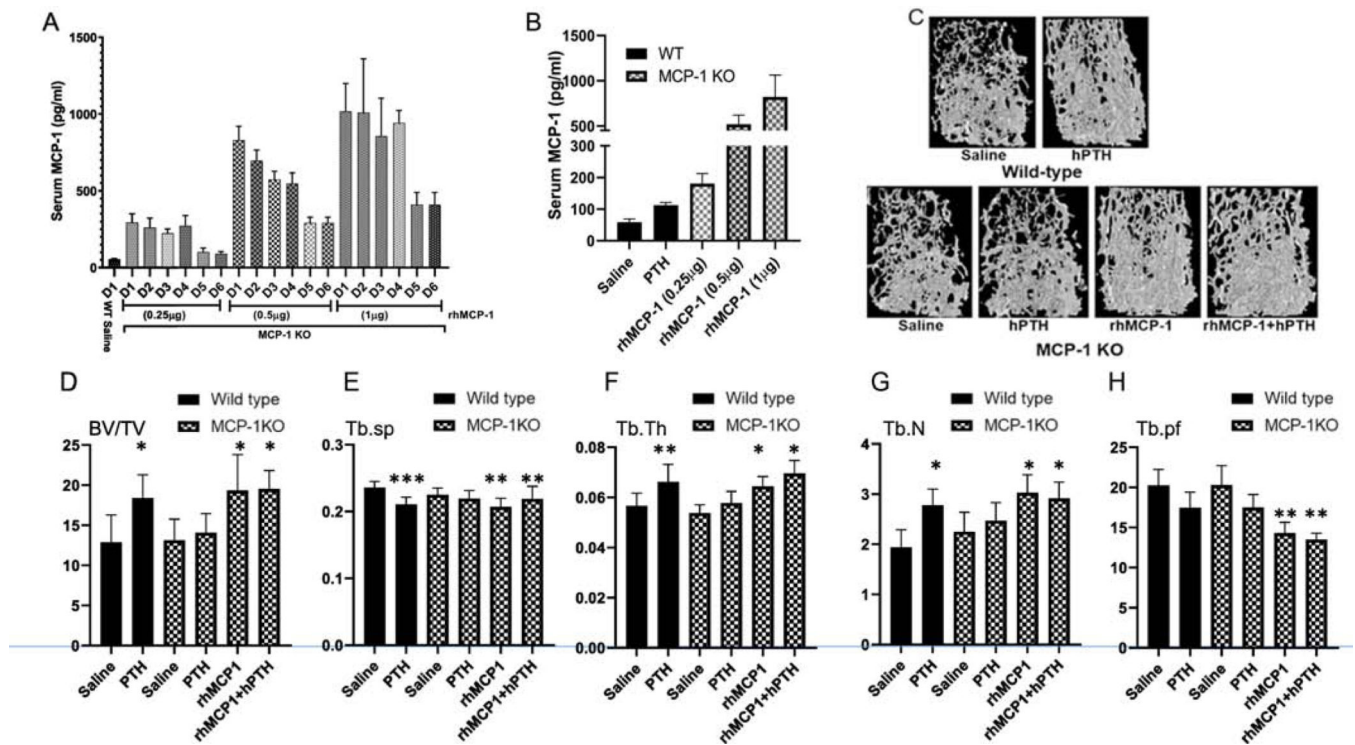 A
Serum MCP-1 (pg/ml)
1500
1000
500
0
D1 D1 D2 D3 D4 D5 D6 D1 D2 D3 D4 D5 D6 D1 D2 D3 D4 D5 D6
WT Saline
(0.25µg) (0.5µg) (1µg) rhMCP-1
MCP-1 KO
B
WT
MCP-1 KO
Serum MCP-1 (pg/ml)
1500
1000
500
300
200
100
0
Saline
PTH
rhMCP-1 (0.25µg)
rhMCP-1 (0.5µg)
rhMCP-1 (1µg)
C
Saline hPTH
Wild-type
Saline hPTH rhMCP-1 rhMCP-1+hPTH
MCP-1 KO
D
Wild type
MCP-1KO
BV/TV
25
20
15
10
5
0
* * *
Saline
PTH
Saline
PTH
rhMCP1
rhMCP1+hPTH
E
Wild type
MCP-1KO
Tb.sp
0.3
0.2
0.1
0.0
*** ** **
Saline
PTH
Saline
PTH
rhMCP1
rhMCP1+hPTH
F
Wild type
MCP-1KO
Tb.Th
0.08
0.06
0.04
0.02
0.00
** * *
Saline
PTH
Saline
PTH
rhMCP1
rhMCP1+hPTH
G
Wild type
MCP-1KO
Tb.N
4
3
2
1
0
* * *
Saline
PTH
Saline
PTH
rhMCP1
rhMCP1+hPTH
H
Wild type
MCP-1KO
Tb.pf
25
20
15
10
5
0
** **
Saline
PTH
Saline
PTH
rhMCP1
rhMCP1+hPTH